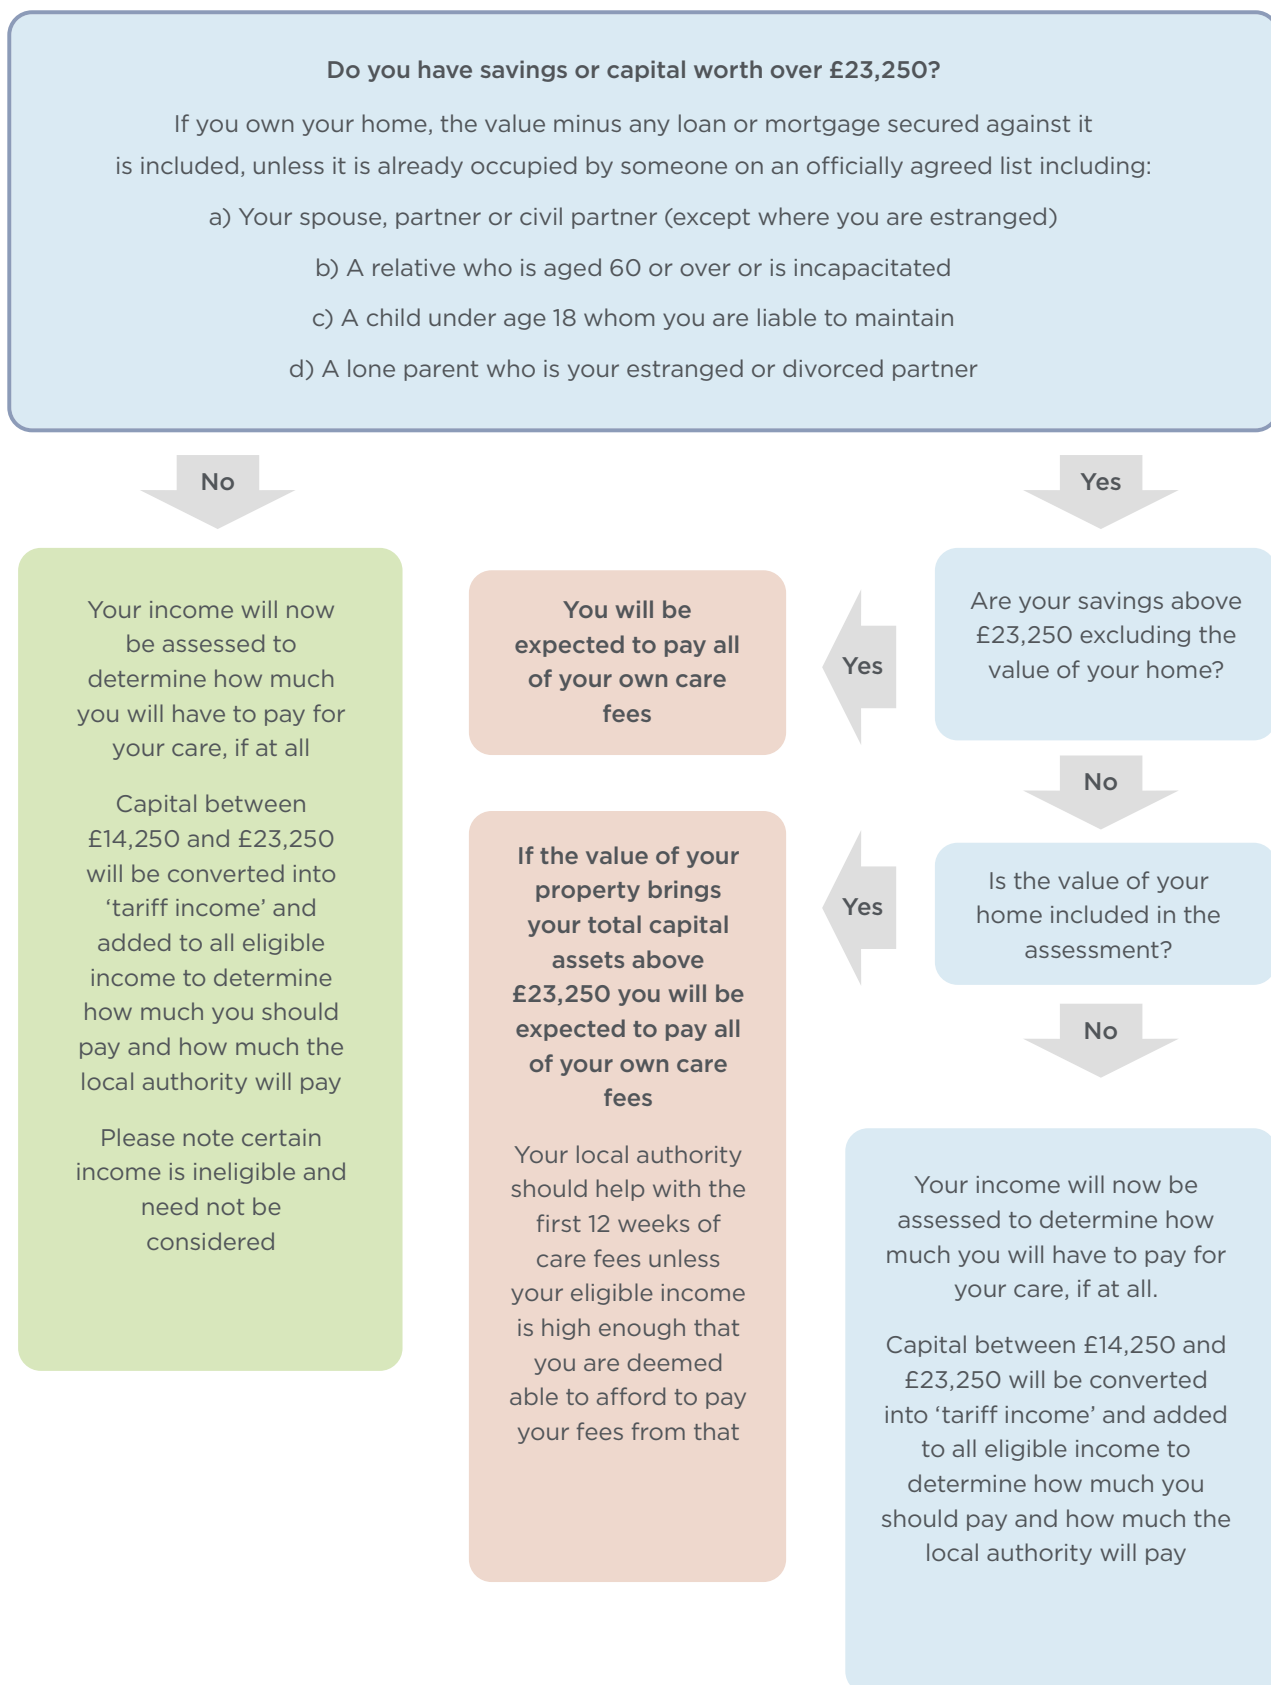 Do you have savings or capital worth over £23,250?
If you own your home, the value minus any loan or mortgage secured against it
is included, unless it is already occupied by someone on an officially agreed list including:
a) Your spouse, partner or civil partner (except where you are estranged)
b) A relative who is aged 60 or over or is incapacitated
c) A child under age 18 whom you are liable to maintain
d) A lone parent who is your estranged or divorced partner
No
Your income will now
be assessed to
determine how much
you will have to pay for
your care, if at all
Capital between
£14,250 and £23,250
will be converted into
‘tariff income’ and
added to all eligible
income to determine
how much you should
pay and how much the
local authority will pay
Please note certain
income is ineligible and
need not be
considered
Yes
Are your savings above
£23,250 excluding the
value of your home?
Yes
You will be
expected to pay all
of your own care
fees
No
Is the value of your
home included in the
assessment?
Yes
If the value of your
property brings
your total capital
assets above
£23,250 you will be
expected to pay all
of your own care
fees
Your local authority
should help with the
first 12 weeks of
care fees unless
your eligible income
is high enough that
you are deemed
able to afford to pay
your fees from that
No
Your income will now be
assessed to determine how
much you will have to pay for
your care, if at all.
Capital between £14,250 and
£23,250 will be converted
into ‘tariff income’ and added
to all eligible income to
determine how much you
should pay and how much the
local authority will pay